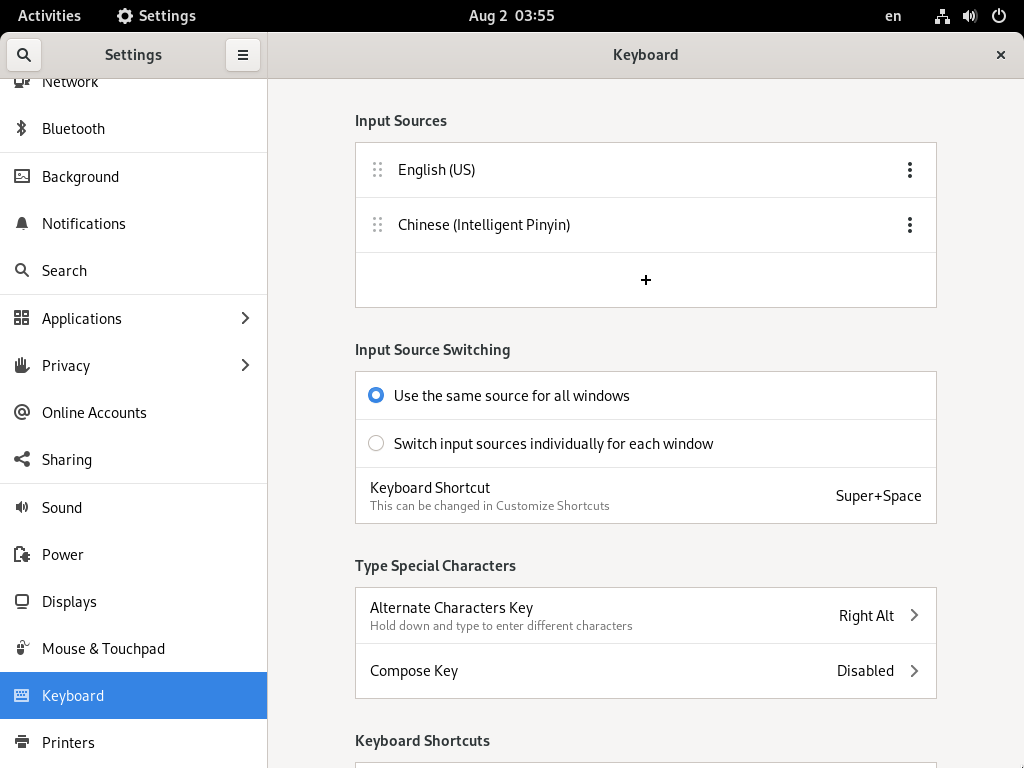 Activities Settings Aug 2 03:55 en
Settings Keyboard
Network
Bluetooth
Background
Notifications
Search
Applications
Privacy
Online Accounts
Sharing
Sound
Power
Displays
Mouse & Touchpad
Keyboard
Printers
Input Sources
English (US)
Chinese (Intelligent Pinyin)
Input Source Switching
Use the same source for all windows
Switch input sources individually for each window
Keyboard Shortcut
This can be changed in Customize Shortcuts
Super+Space
Type Special Characters
Alternate Characters Key
Hold down and type to enter different characters
Right Alt
Compose Key Disabled
Keyboard Shortcuts